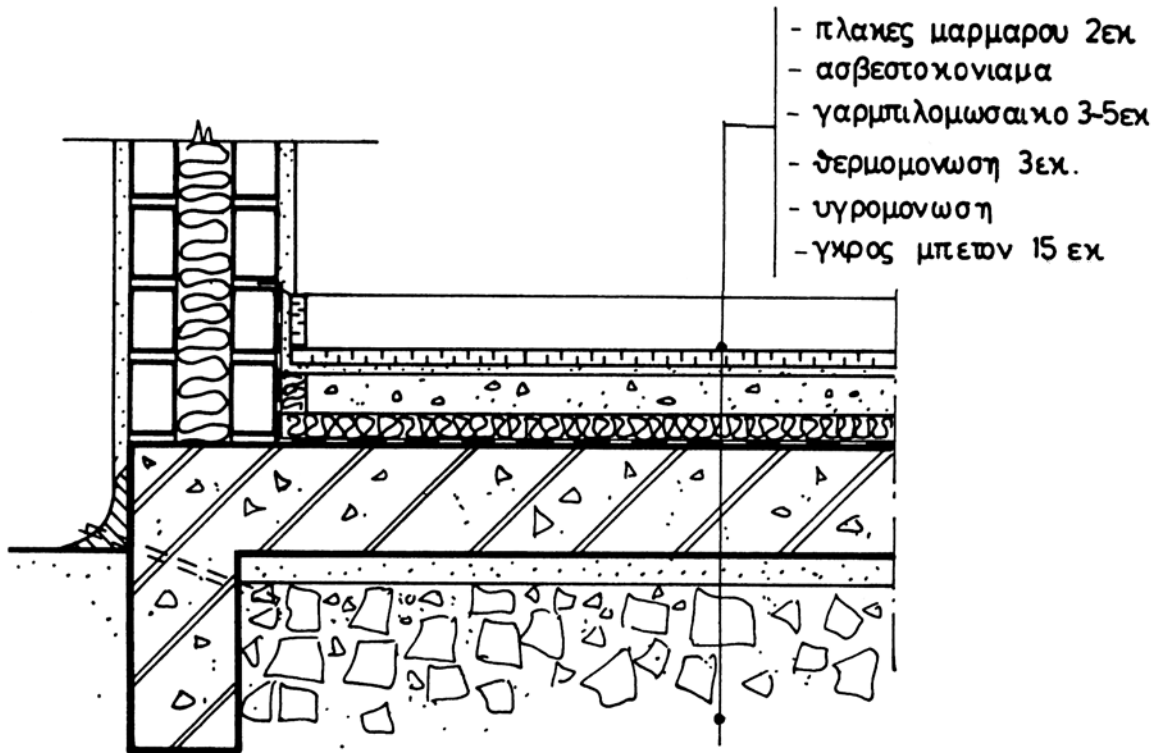 - πλακες μαρμαρου 2εκ
- ασβεστοκονιαμα
- γαρμπιλομωσαικο 3-5εκ
- θερμομονωση 3εκ.
- υγρομονωση
- γκρος μπετον 15 εκ